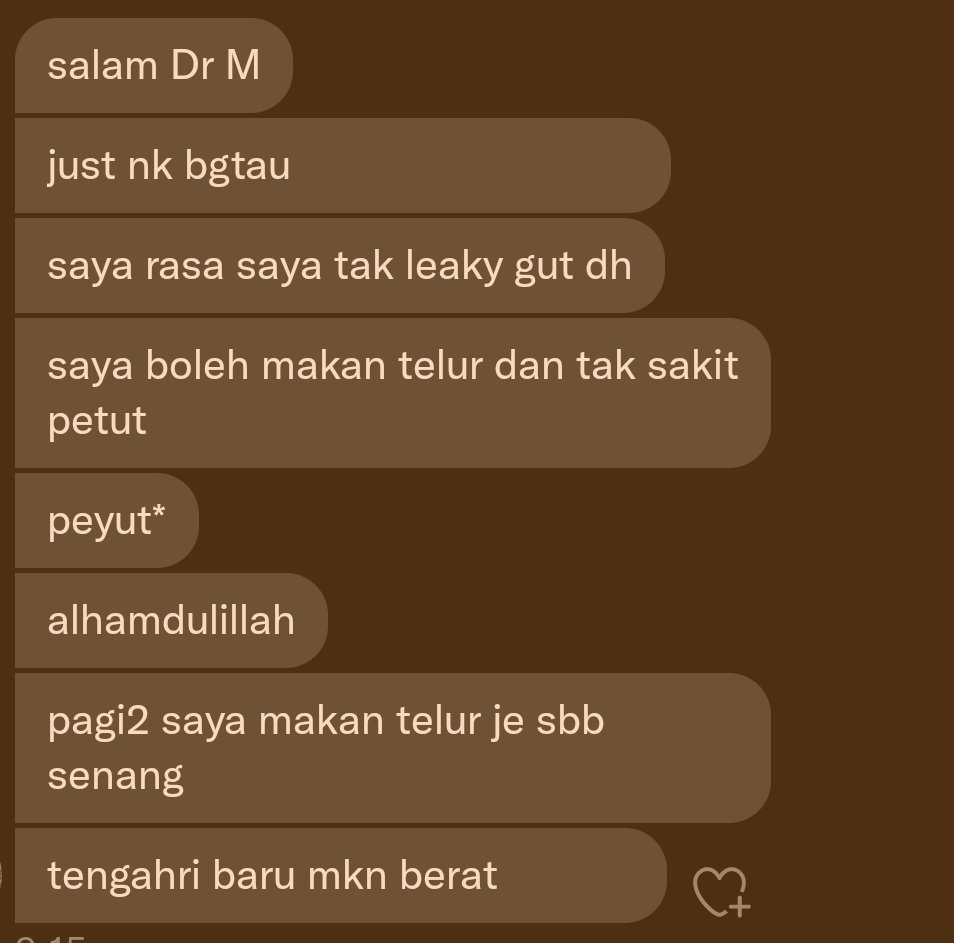 salam Dr M
just nk bgtau
saya rasa saya tak leaky gut dh
saya boleh makan telur dan tak sakit
petut
peyut*
alhamdulillah
pagi2 saya makan telur je sbb
senang
tengahri baru mkn berat